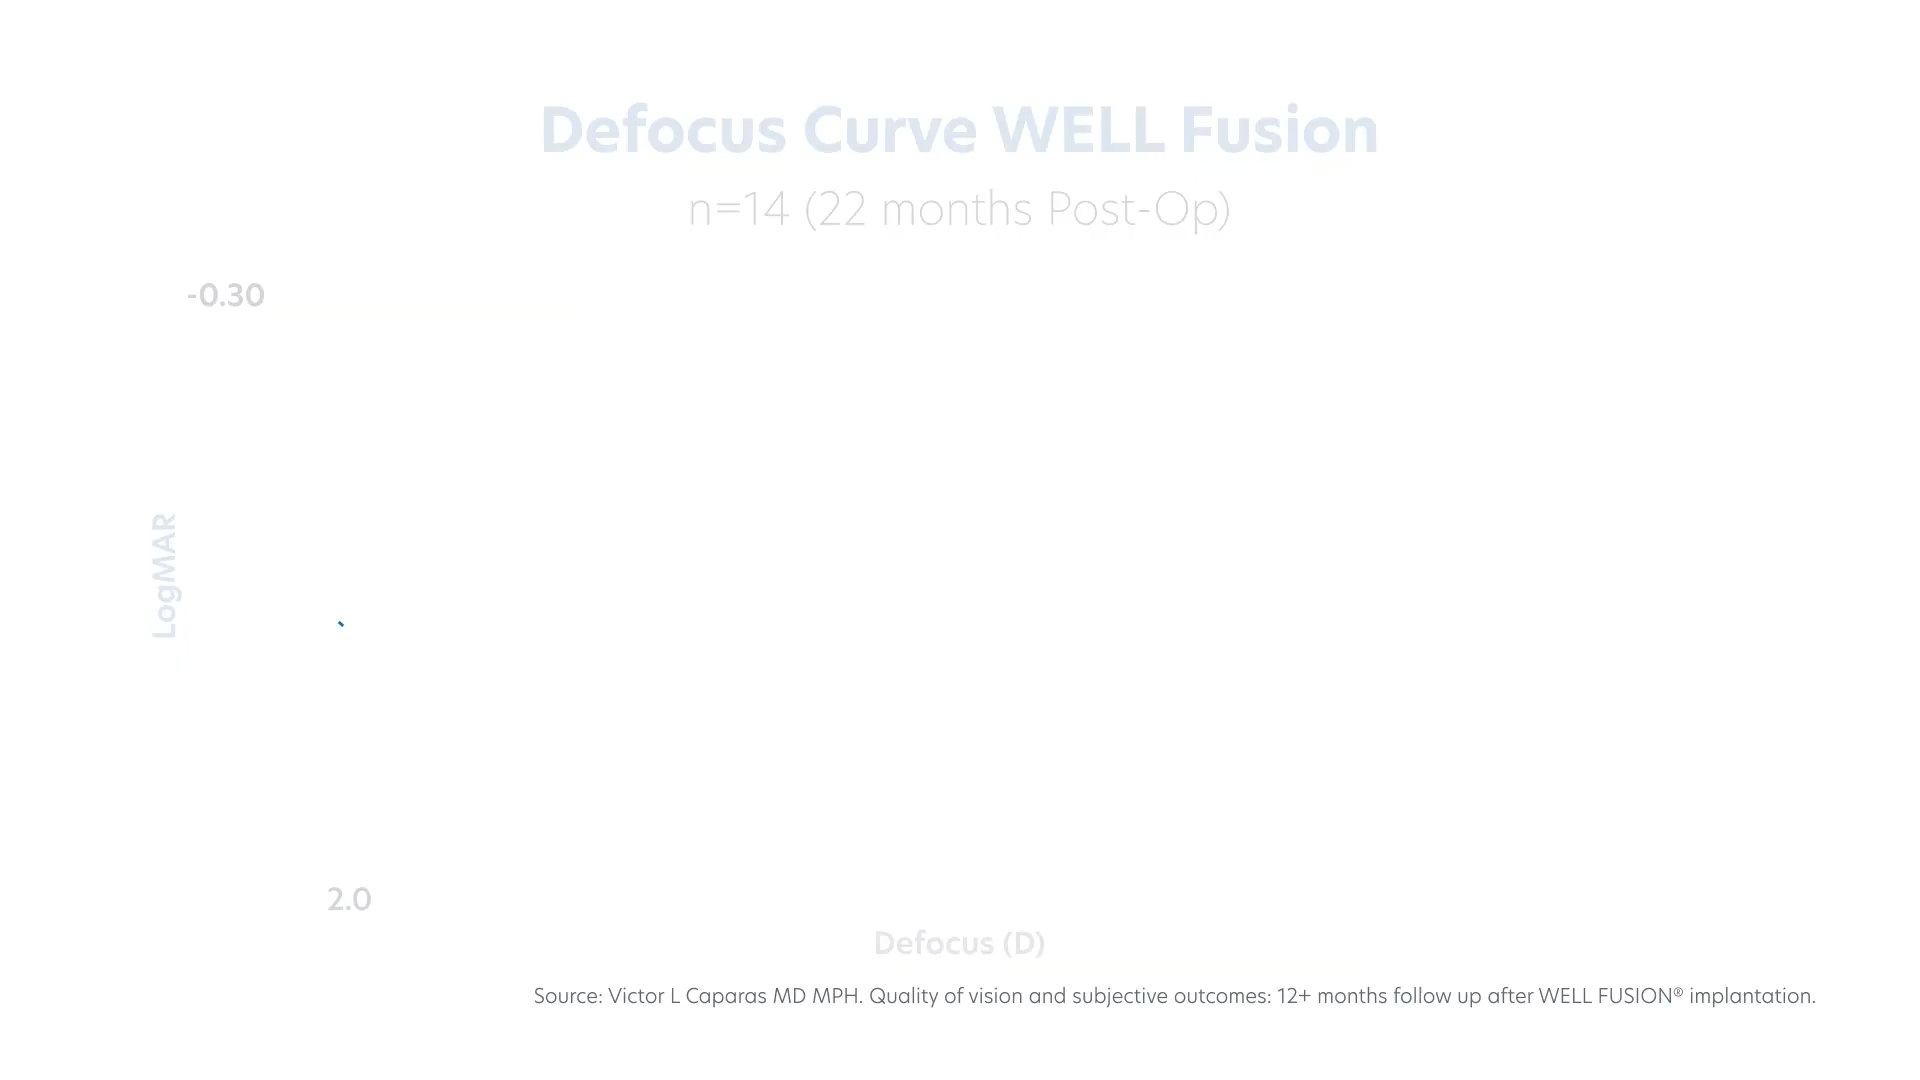 Defocus Curve WELL Fusion
n=14 (22 months Post-Op)
-0.30
LogMAR
2.0
Defocus (D)
Source: Victor L Caparas MD MPH. Quality of vision and subjective outcomes: 12+ months follow up after WELL FUSION® implantation.